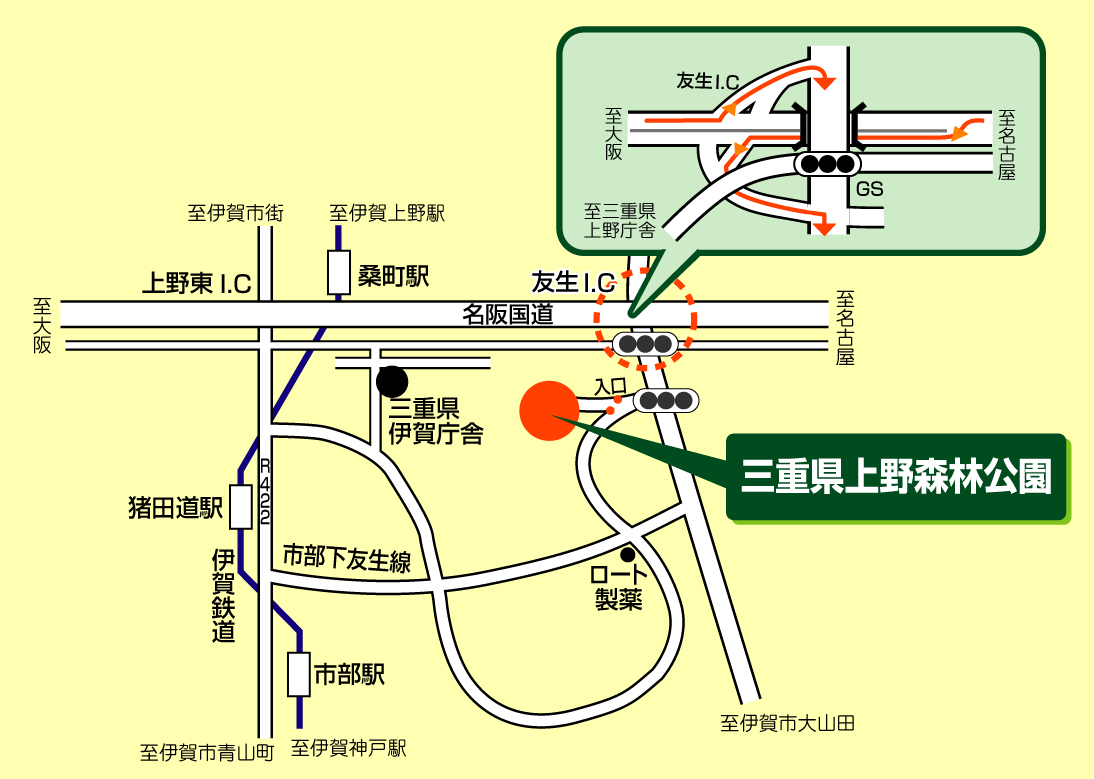 友生I.C
至大阪
至名古屋
GS
至三重県
上野庁舎
至伊賀市街
至伊賀上野駅
上野東I.C
桑町駅
友生I.C
至大阪
名阪国道
至名古屋
入口
三重県
伊賀庁舎
三重県上野森林公園
R422
猪田道駅
伊賀鉄道
市部下友生線
ロート
製薬
市部駅
至伊賀市大山田
至伊賀市青山町
至伊賀神戸駅